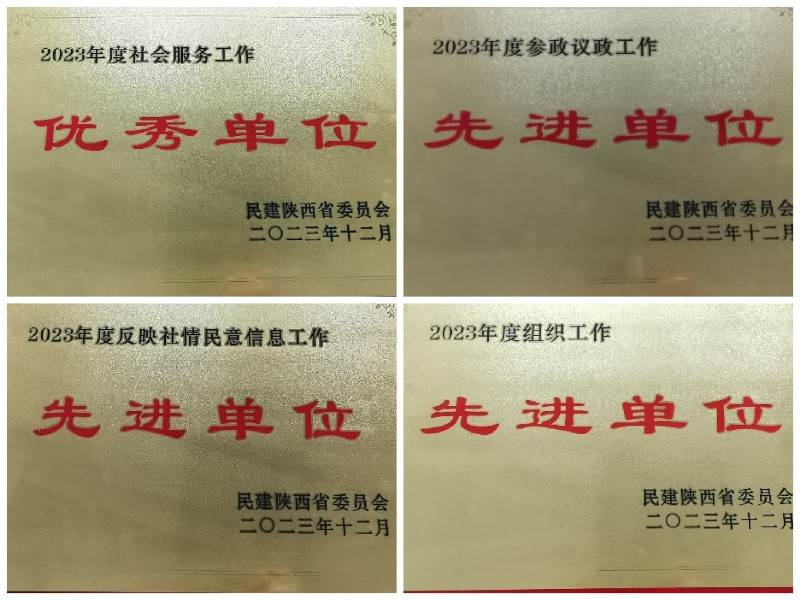 2023年度社会服务工作
优秀单位
民建陕西省委员会
二〇二三年十二月
2023年度参政议政工作
先进单位
民建陕西省委员会
二〇二三年十二月
2023年度反映社情民意信息工作
先进单位
民建陕西省委员会
二〇二三年十二月
2023年度组织工作
先进单位
民建陕西省委员会
二〇二三年十二月